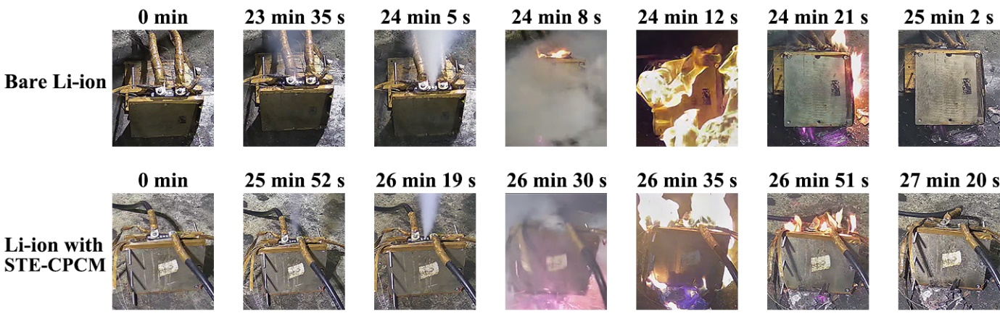 0 min 23 min 35 s 24 min 5 s 24 min 8 s 24 min 12 s 24 min 21 s 25 min 2 s
Bare Li-ion
0 min 25 min 52 s 26 min 19 s 26 min 30 s 26 min 35 s 26 min 51 s 27 min 20 s
Li-ion with
STE-CPCM